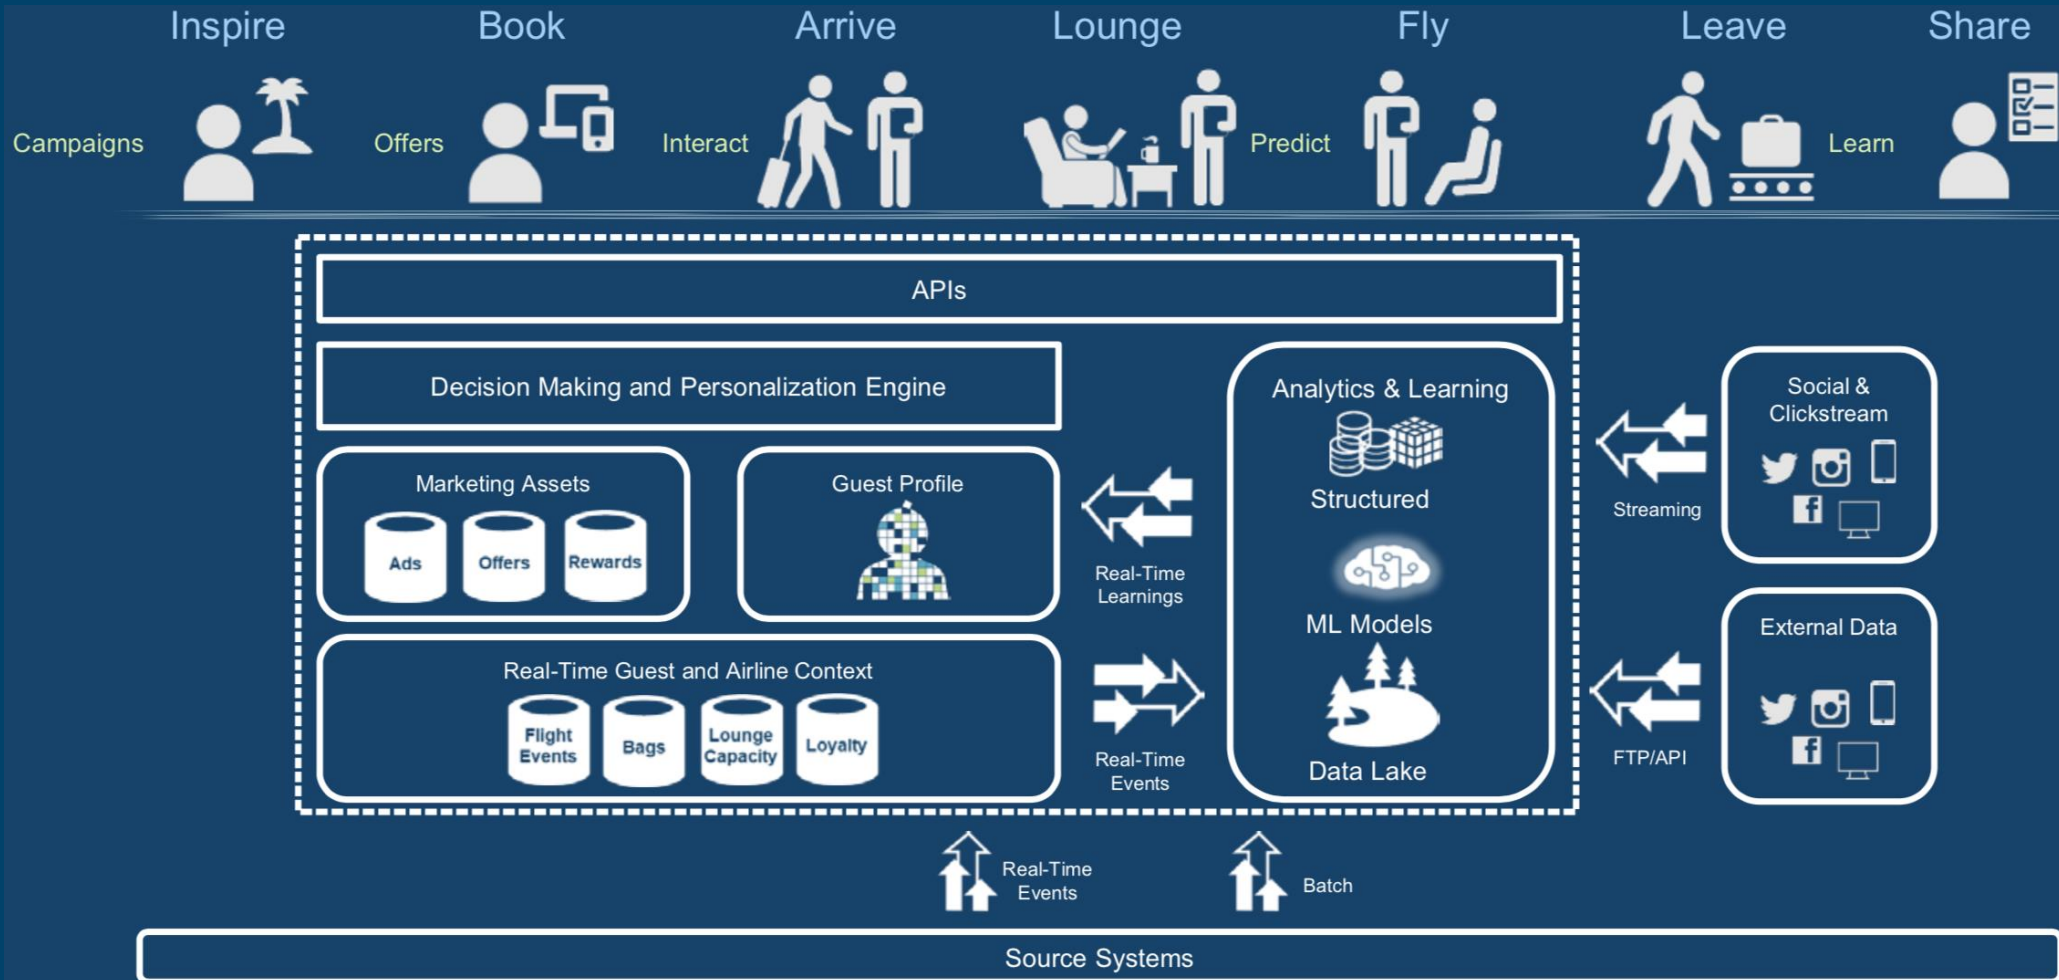 Inspire
Book
Arrive
Lounge
Fly
Leave
Share
Campaigns
Offers
Interact
Predict
Learn
APIs
Decision Making and Personalization Engine
Marketing Assets
Ads
Offers
Rewards
Guest Profile
Real-Time
Learnings
Real-Time Guest and Airline Context
Flight
Events
Bags
Lounge
Capacity
Loyalty
Real-Time
Events
Analytics & Learning
Structured
ML Models
Data Lake
Streaming
Social &
Clickstream
FTP/API
External Data
Real-Time
Events
Batch
Source Systems